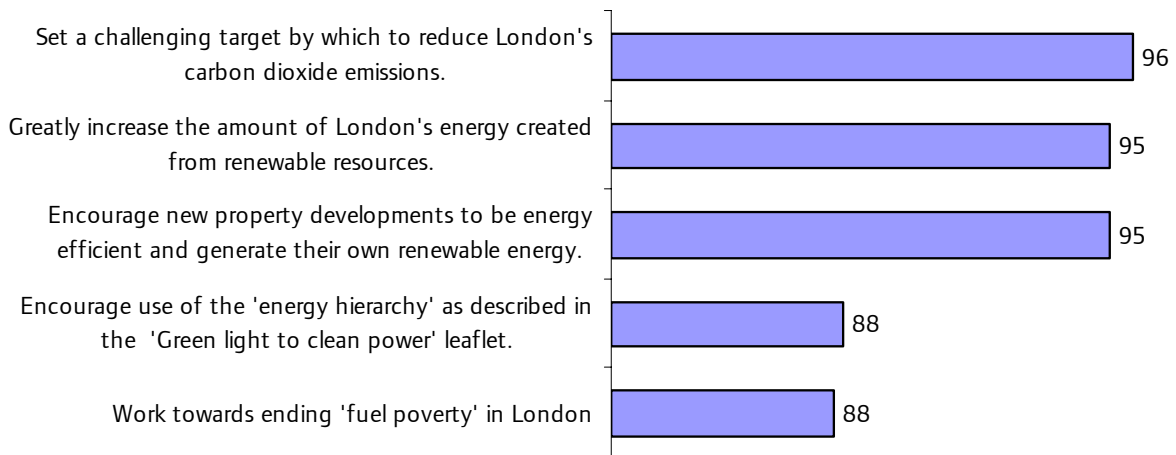 Set a challenging target by which to reduce London's
carbon dioxide emissions.
96
Greatly increase the amount of London's energy created
from renewable resources.
95
Encourage new property developments to be energy
efficient and generate their own renewable energy.
95
Encourage use of the 'energy hierarchy' as described in
the  'Green light to clean power' leaflet.
88
Work towards ending 'fuel poverty' in London
88